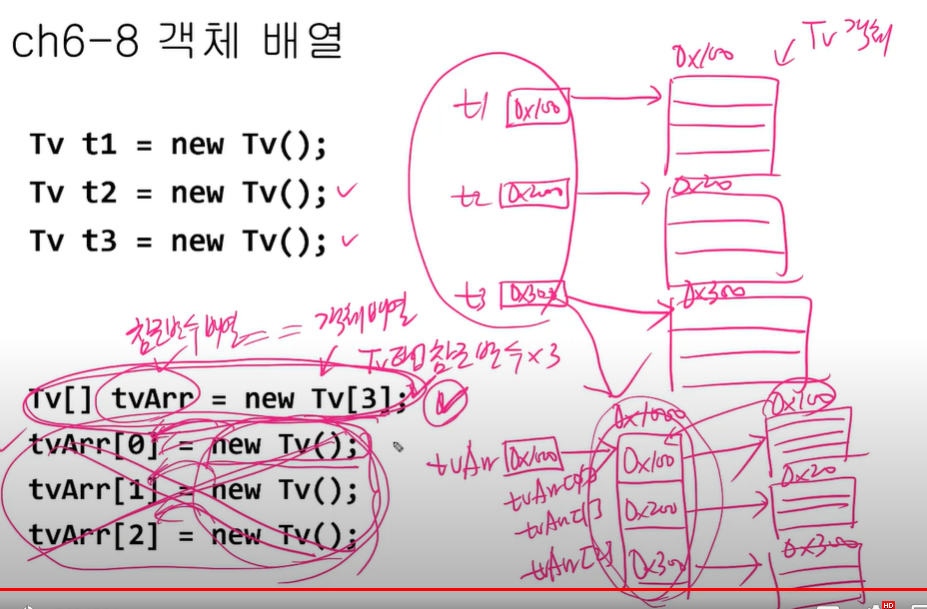 ch6-8 객체 배열
Tv 객체
0x100
t1 0x100
Tv t1 = new Tv();
0x200
Tv t2 = new Tv();
t2 0x200
Tv t3 = new Tv();
0x300
t3 0x300
참조변수 배열 == 객체배열
Tv타입 참조변수×3
Tv[] tvArr = new Tv[3];
0x1000
0x100
tvArr[0] = new Tv();
tvArr 0x1000
0x100
tvArr[0]
tvArr[1] = new Tv();
0x200
tvArr[1]
0x200
tvArr[2] = new Tv();
0x300
tvArr[2]
0x300
HD